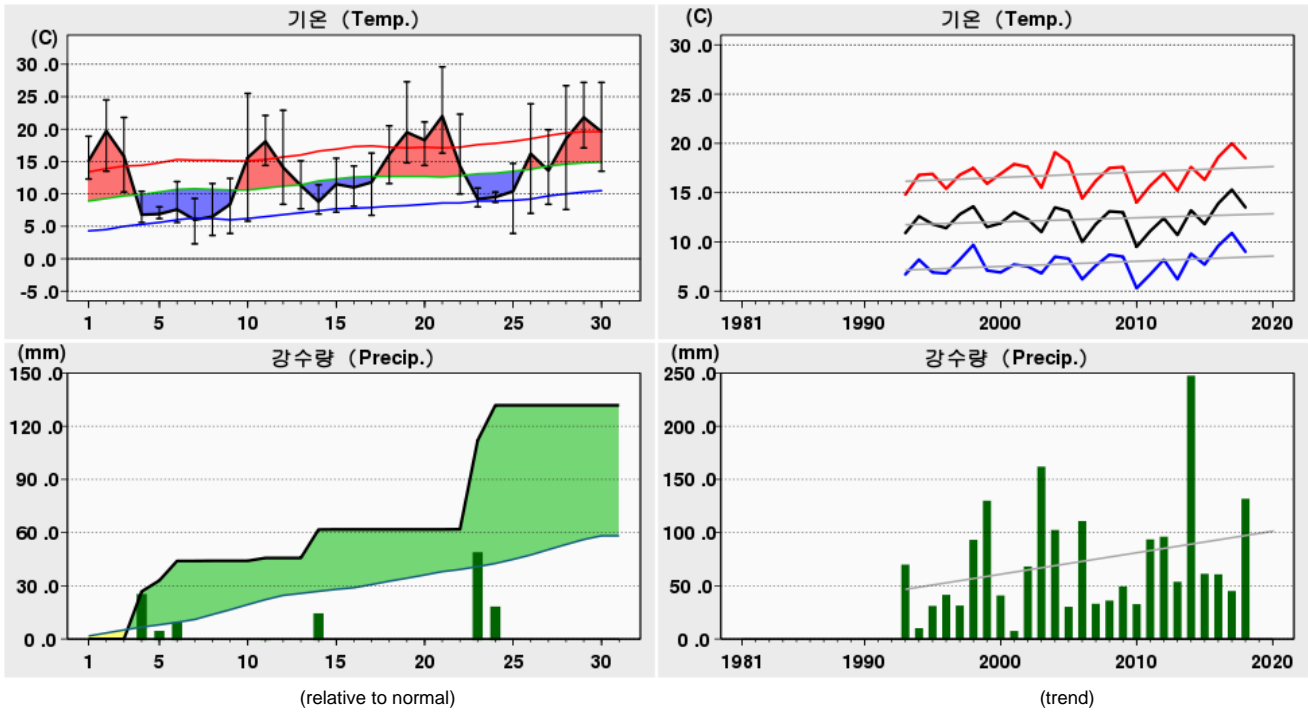 기온 (Temp.)
(C)
30 .0
25 .0
20 .0
15 .0
10 .0
5 .0
0 .0
-5 .0
1 5 10 15 20 25 30
기온 (Temp.)
(C)
30 .0
25 .0
20 .0
15 .0
10 .0
5 .0
1981 1990 2000 2010 2020
강수량 (Precip.)
(mm)
150 .0
120 .0
90 .0
60 .0
30 .0
0 .0
1 5 10 15 20 25 30
(relative to normal)
강수량 (Precip.)
(mm)
250 .0
200 .0
150 .0
100 .0
50 .0
0 .0
1981 1990 2000 2010 2020
(trend)